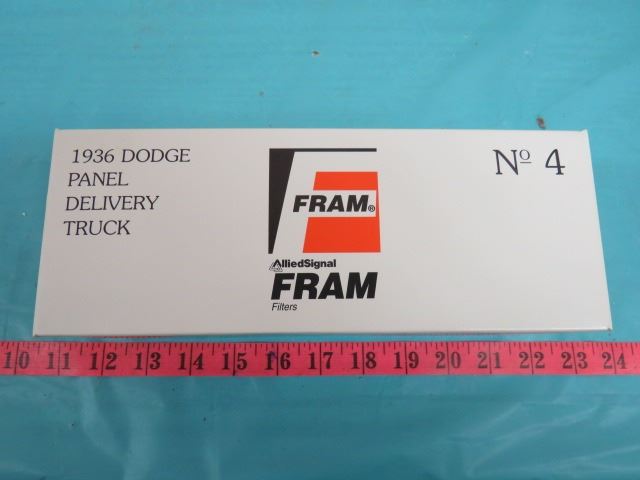 1936 DODGE
PANEL
DELIVERY
TRUCK
Nº 4
FRAM®
AlliedSignal
FRAM
Filters
10 11 12 13 14 15 16 17 18 19 20 21 22 23 24